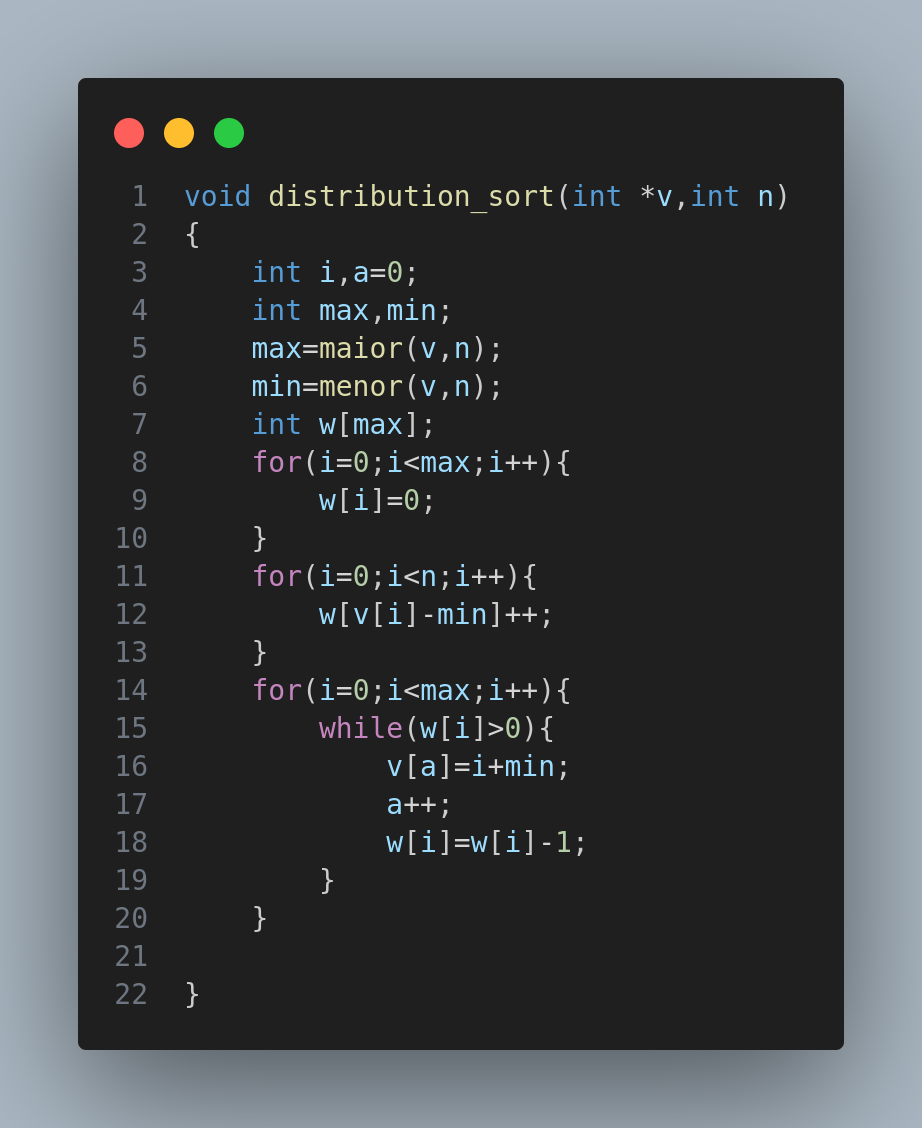 1 void distribution_sort(int *v,int n)
2 {
3     int i,a=0;
4     int max,min;
5     max=maior(v,n);
6     min=menor(v,n);
7     int w[max];
8     for(i=0;i<max;i++){
9         w[i]=0;
10     }
11     for(i=0;i<n;i++){
12         w[v[i]-min]++;
13     }
14     for(i=0;i<max;i++){
15         while(w[i]>0){
16             v[a]=i+min;
17             a++;
18             w[i]=w[i]-1;
19         }
20     }
21
22 }